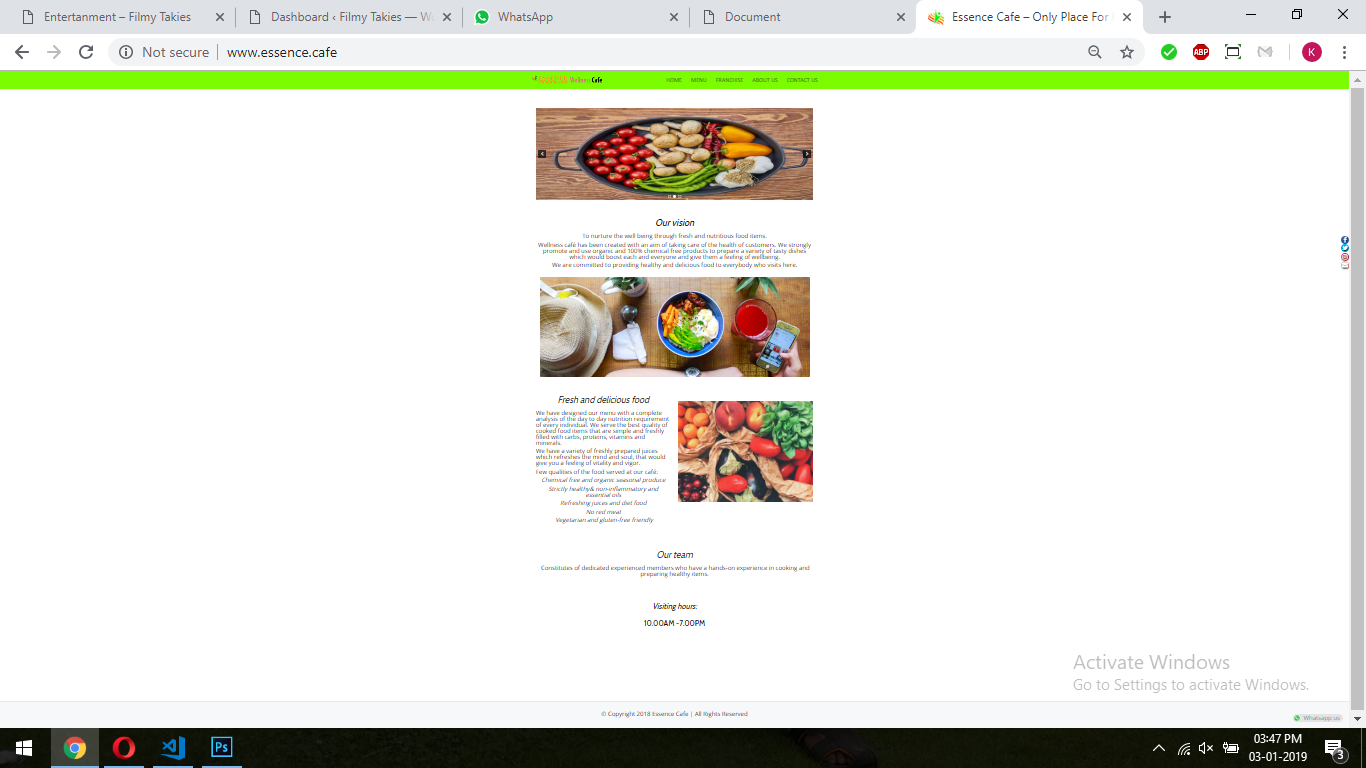 Entertanment – Filmy Takies
Dashboard ‹ Filmy Takies — W
WhatsApp
Document
Essence Cafe – Only Place For
Not secure
www.essence.cafe
ABP
K
Wellness Cafe
HOME
MENU
FRANCHISE
ABOUT US
CONTACT US
Our vision
To nurture the well being through fresh and nutritious food items.
Wellness café has been created with an aim of taking care of the health of customers. We strongly
promote and use organic and 100% chemical free products to prepare a variety of tasty dishes
which would boost each and everyone and give them a feeling of wellbeing.
We are committed to providing healthy and delicious food to everybody who visits here.
Fresh and delicious food
We have designed our menu with a complete
analysis of the day to day nutrition requirement
of every individual. We serve the best quality of
cooked food items that are simple and freshly
filled with carbs, proteins, vitamins and
minerals.
We have a variety of freshly prepared juices
which refreshes the mind and soul, that would
give you a feeling of vitality and vigor.
Few qualities of the food served at our café:
Chemical free and organic seasonal produce
Strictly healthy& non-inflammatory and
essential oils
Refreshing juices and diet food
No red meat
Vegetarian and gluten-free friendly
Our team
Constitutes of dedicated experienced members who have a hands-on experience in cooking and
preparing healthy items.
Visiting hours:
10.00AM -7.00PM
Activate Windows
Go to Settings to activate Windows.
© Copyright 2018 Essence Cafe | All Rights Reserved
Whatsapp us
Ps
03:47 PM
03-01-2019
3